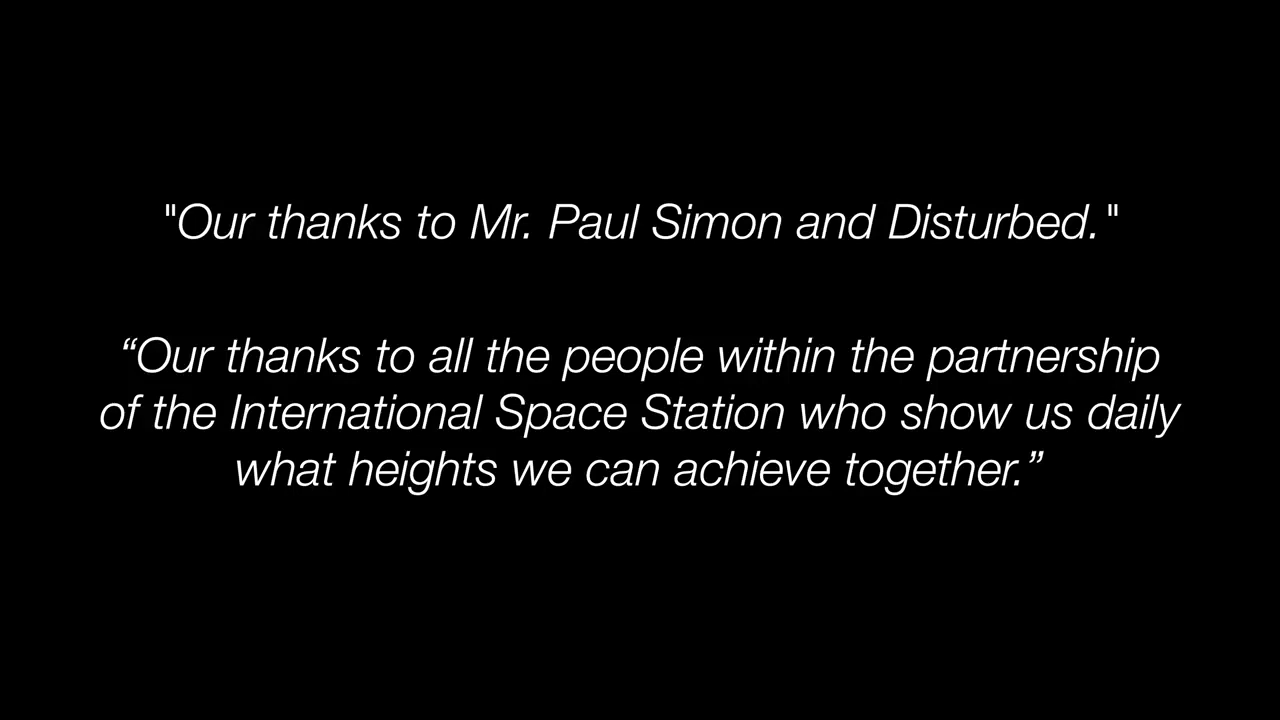 "Our thanks to Mr. Paul Simon and Disturbed."
“Our thanks to all the people within the partnership
of the International Space Station who show us daily
what heights we can achieve together.”